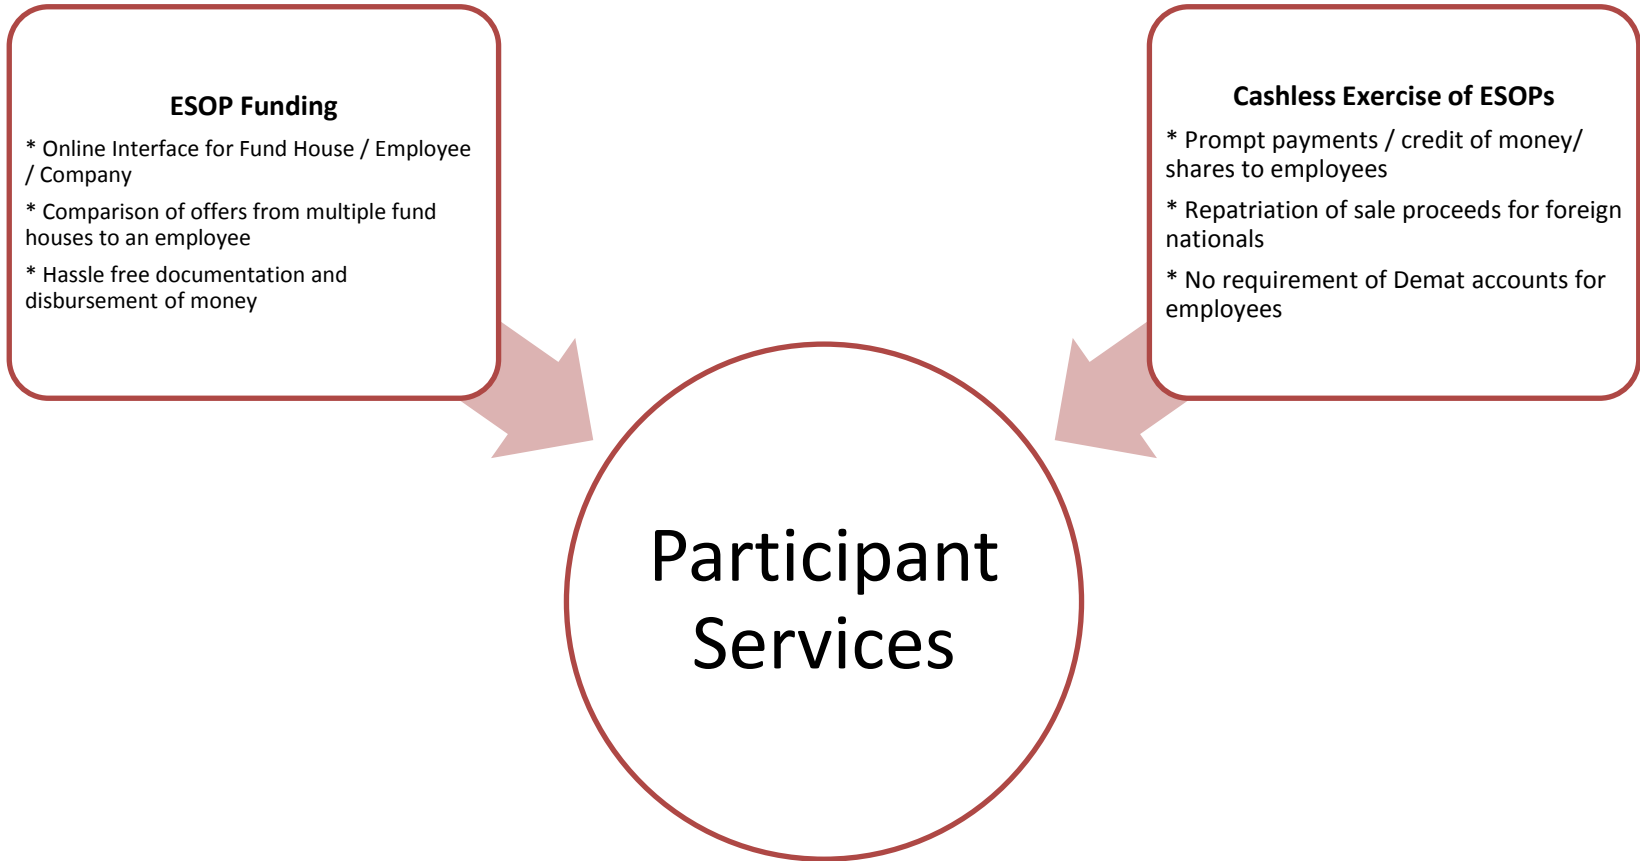 ESOP Funding
* Online Interface for Fund House / Employee
/ Company
* Comparison of offers from multiple fund
houses to an employee
* Hassle free documentation and
disbursement of money
Cashless Exercise of ESOPs
* Prompt payments / credit of money/
shares to employees
* Repatriation of sale proceeds for foreign
nationals
* No requirement of Demat accounts for
employees
Participant
Services